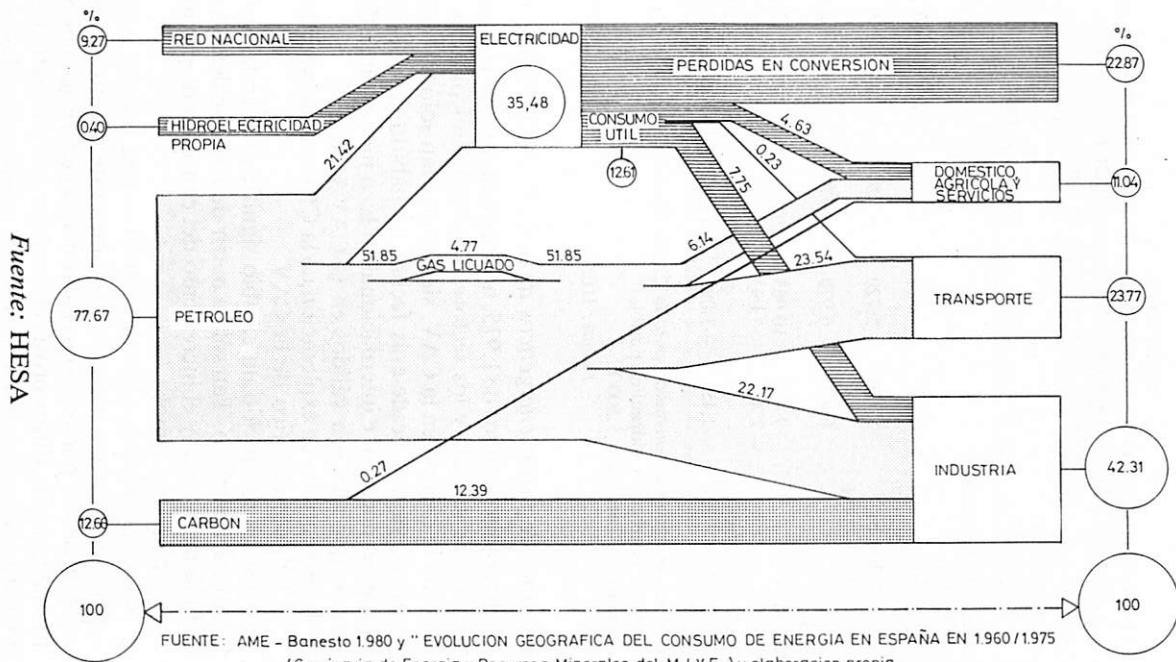 %
9.27
RED NACIONAL
ELECTRICIDAD
35,48
PERDIDAS EN CONVERSION
%
22.87
0.40
HIDROELECTRICIDAD
PROPIA
21.42
CONSUMO
UTIL
12.61
4.63
0.23
7.75
DOMESTICO,
AGRICOLA Y
SERVICIOS
11.04
6.14
51.85
4.77
51.85
GAS LICUADO
23.54
77.67
PETROLEO
TRANSPORTE
23.77
22.17
0.27
12.39
INDUSTRIA
42.31
12.66
CARBON
100
100
Fuente: HESA
FUENTE: AME - Banesto 1.980 y " EVOLUCION GEOGRAFICA DEL CONSUMO DE ENERGIA EN ESPAÑA EN 1.960/1.975